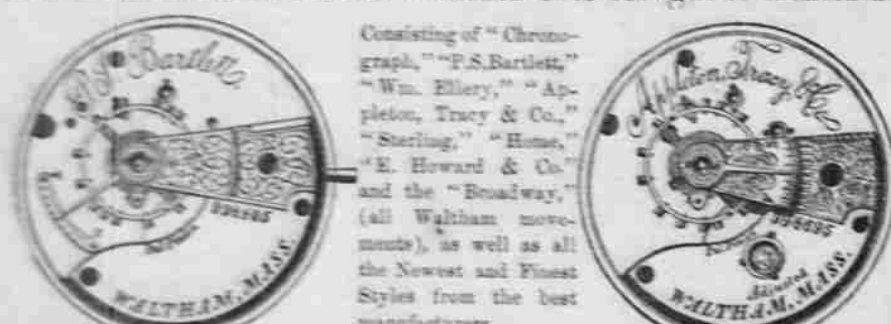 P.S. Bartlett.
WALTHAM, MASS.
Consisting of "Chrono-
graph," "P.S.Bartlett,"
"Wm. Ellery," "Ap-
pleton, Tracy & Co.,"
"Sterling," "Home,"
"E. Howard & Co."
and the "Broadway,"
(all Waltham move-
ments), as well as all
the Newest and Finest
Styles from the best
manufacturers
Appleton, Tracy & Co.
Adjusted
WALTHAM, MASS.